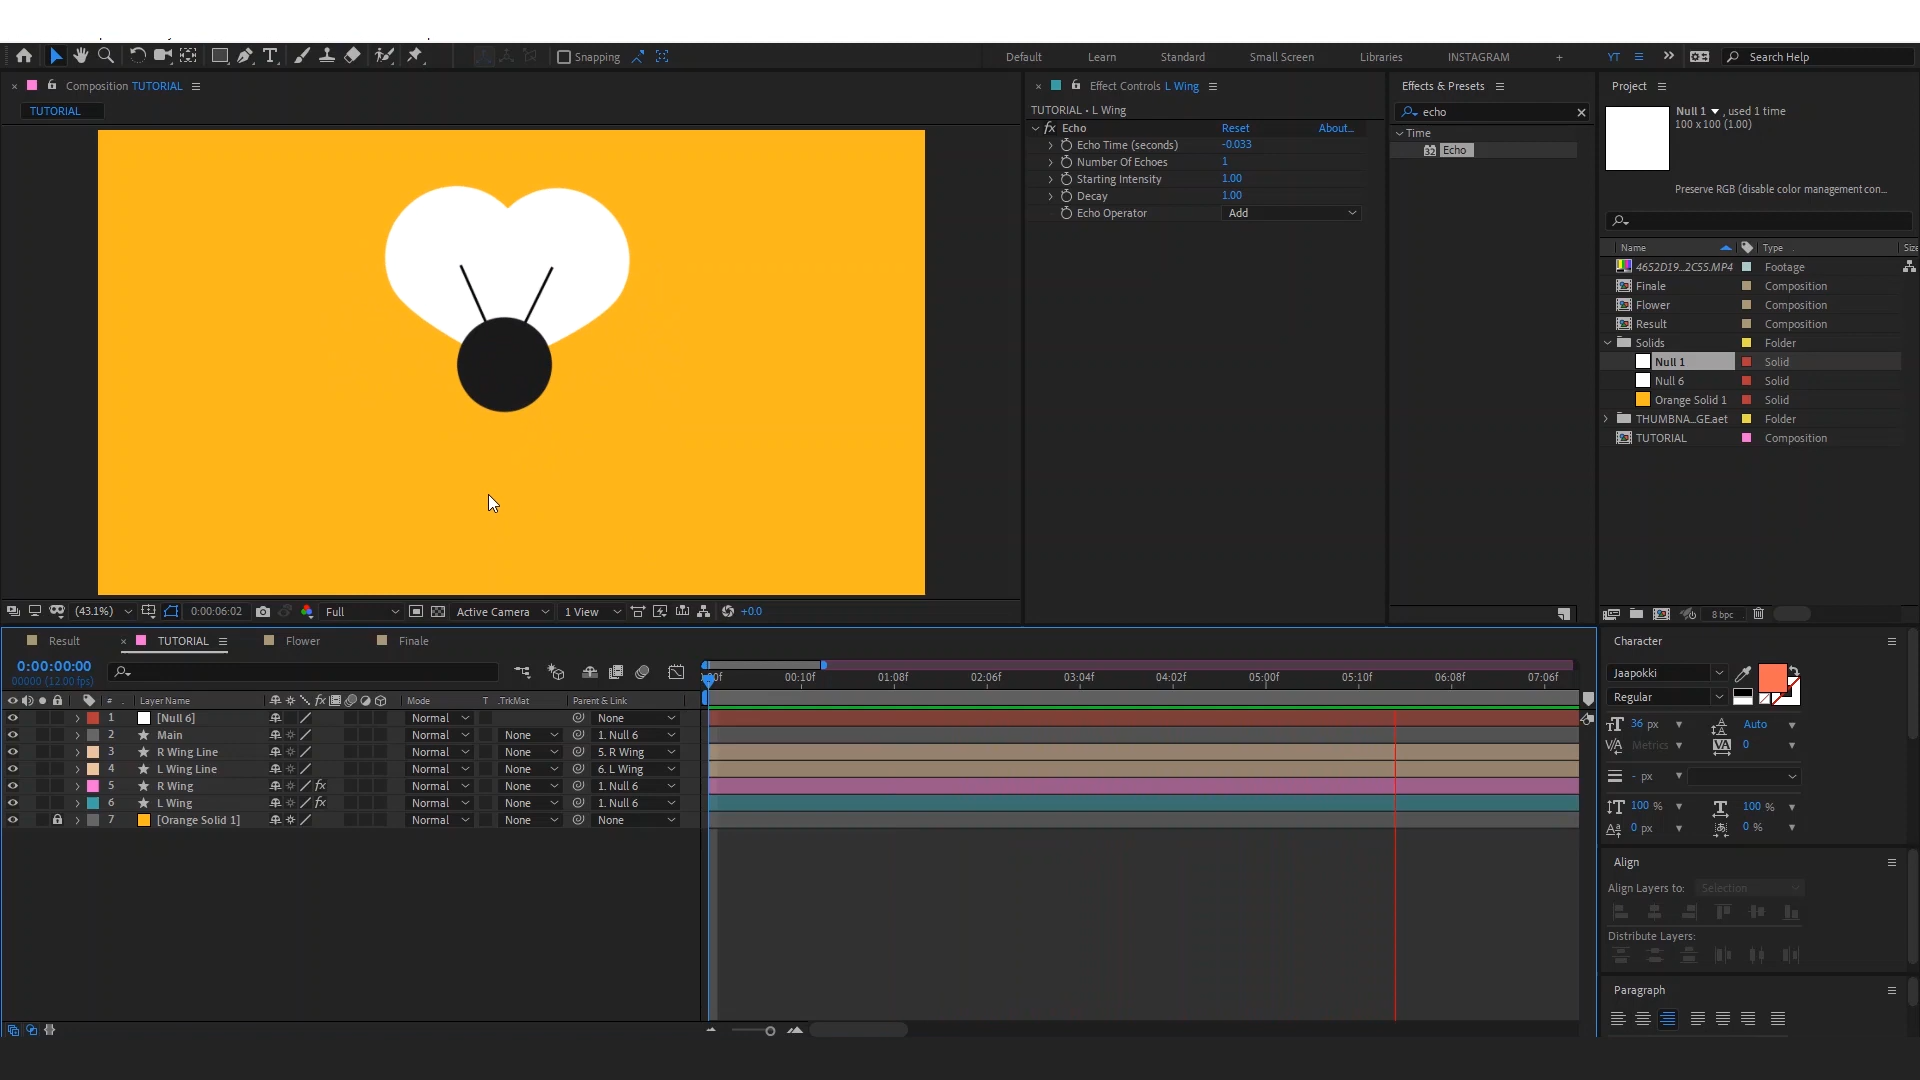 Snapping
Default
Learn
Standard
Small Screen
Libraries
INSTAGRAM
+
YT
Search Help
Composition TUTORIAL
TUTORIAL
(43.1%)
0:00:06:02
Full
Active Camera
1 View
+0.0
Effect Controls L Wing
TUTORIAL • L Wing
fx Echo Reset About...
Echo Time (seconds) -0.033
Number Of Echoes 1
Starting Intensity 1.00
Decay 1.00
Echo Operator Add
Effects & Presets
echo
Time
32 Echo
Project
Null 1 , used 1 time
100 x 100 (1.00)
Preserve RGB (disable color management con...
Name Type Size
4652D19...2C55.MP4 Footage
Finale Composition
Flower Composition
Result Composition
Solids Folder
Null 1 Solid
Null 6 Solid
Orange Solid 1 Solid
THUMBNA...GE.aet Folder
TUTORIAL Composition
8 bpc
Result
TUTORIAL
Flower
Finale
0:00:00:00
00000 (12.00 fps)
:00f 00:10f 01:08f 02:06f 03:04f 04:02f 05:00f 05:10f 06:08f 07:06f
# Layer Name fx Mode T .TrkMat Parent & Link
1 [Null 6] Normal None
2 Main Normal None 1. Null 6
3 R Wing Line Normal None 5. R Wing
4 L Wing Line Normal None 6. L Wing
5 R Wing fx Normal None 1. Null 6
6 L Wing fx Normal None 1. Null 6
7 [Orange Solid 1] Normal None None
Character
Jaapokki
Regular
36 px Auto
Metrics 0
- px
100 % 100 %
0 px 0 %
Align
Align Layers to: Selection
Distribute Layers:
Paragraph